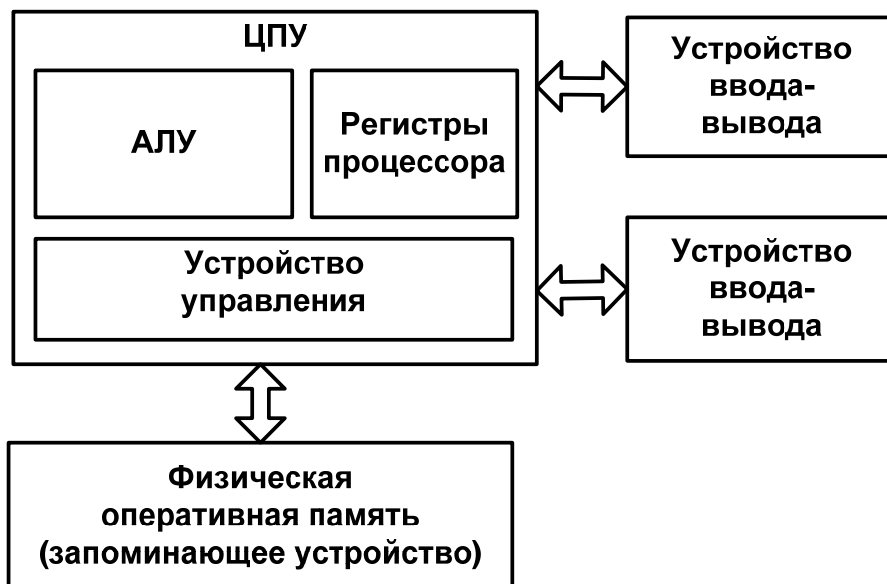 ЦПУ
АЛУ
Регистры
процессора
Устройство
управления
Устройство
ввода-
вывода
Устройство
ввода-
вывода
Физическая
оперативная память
(запоминающее устройство)